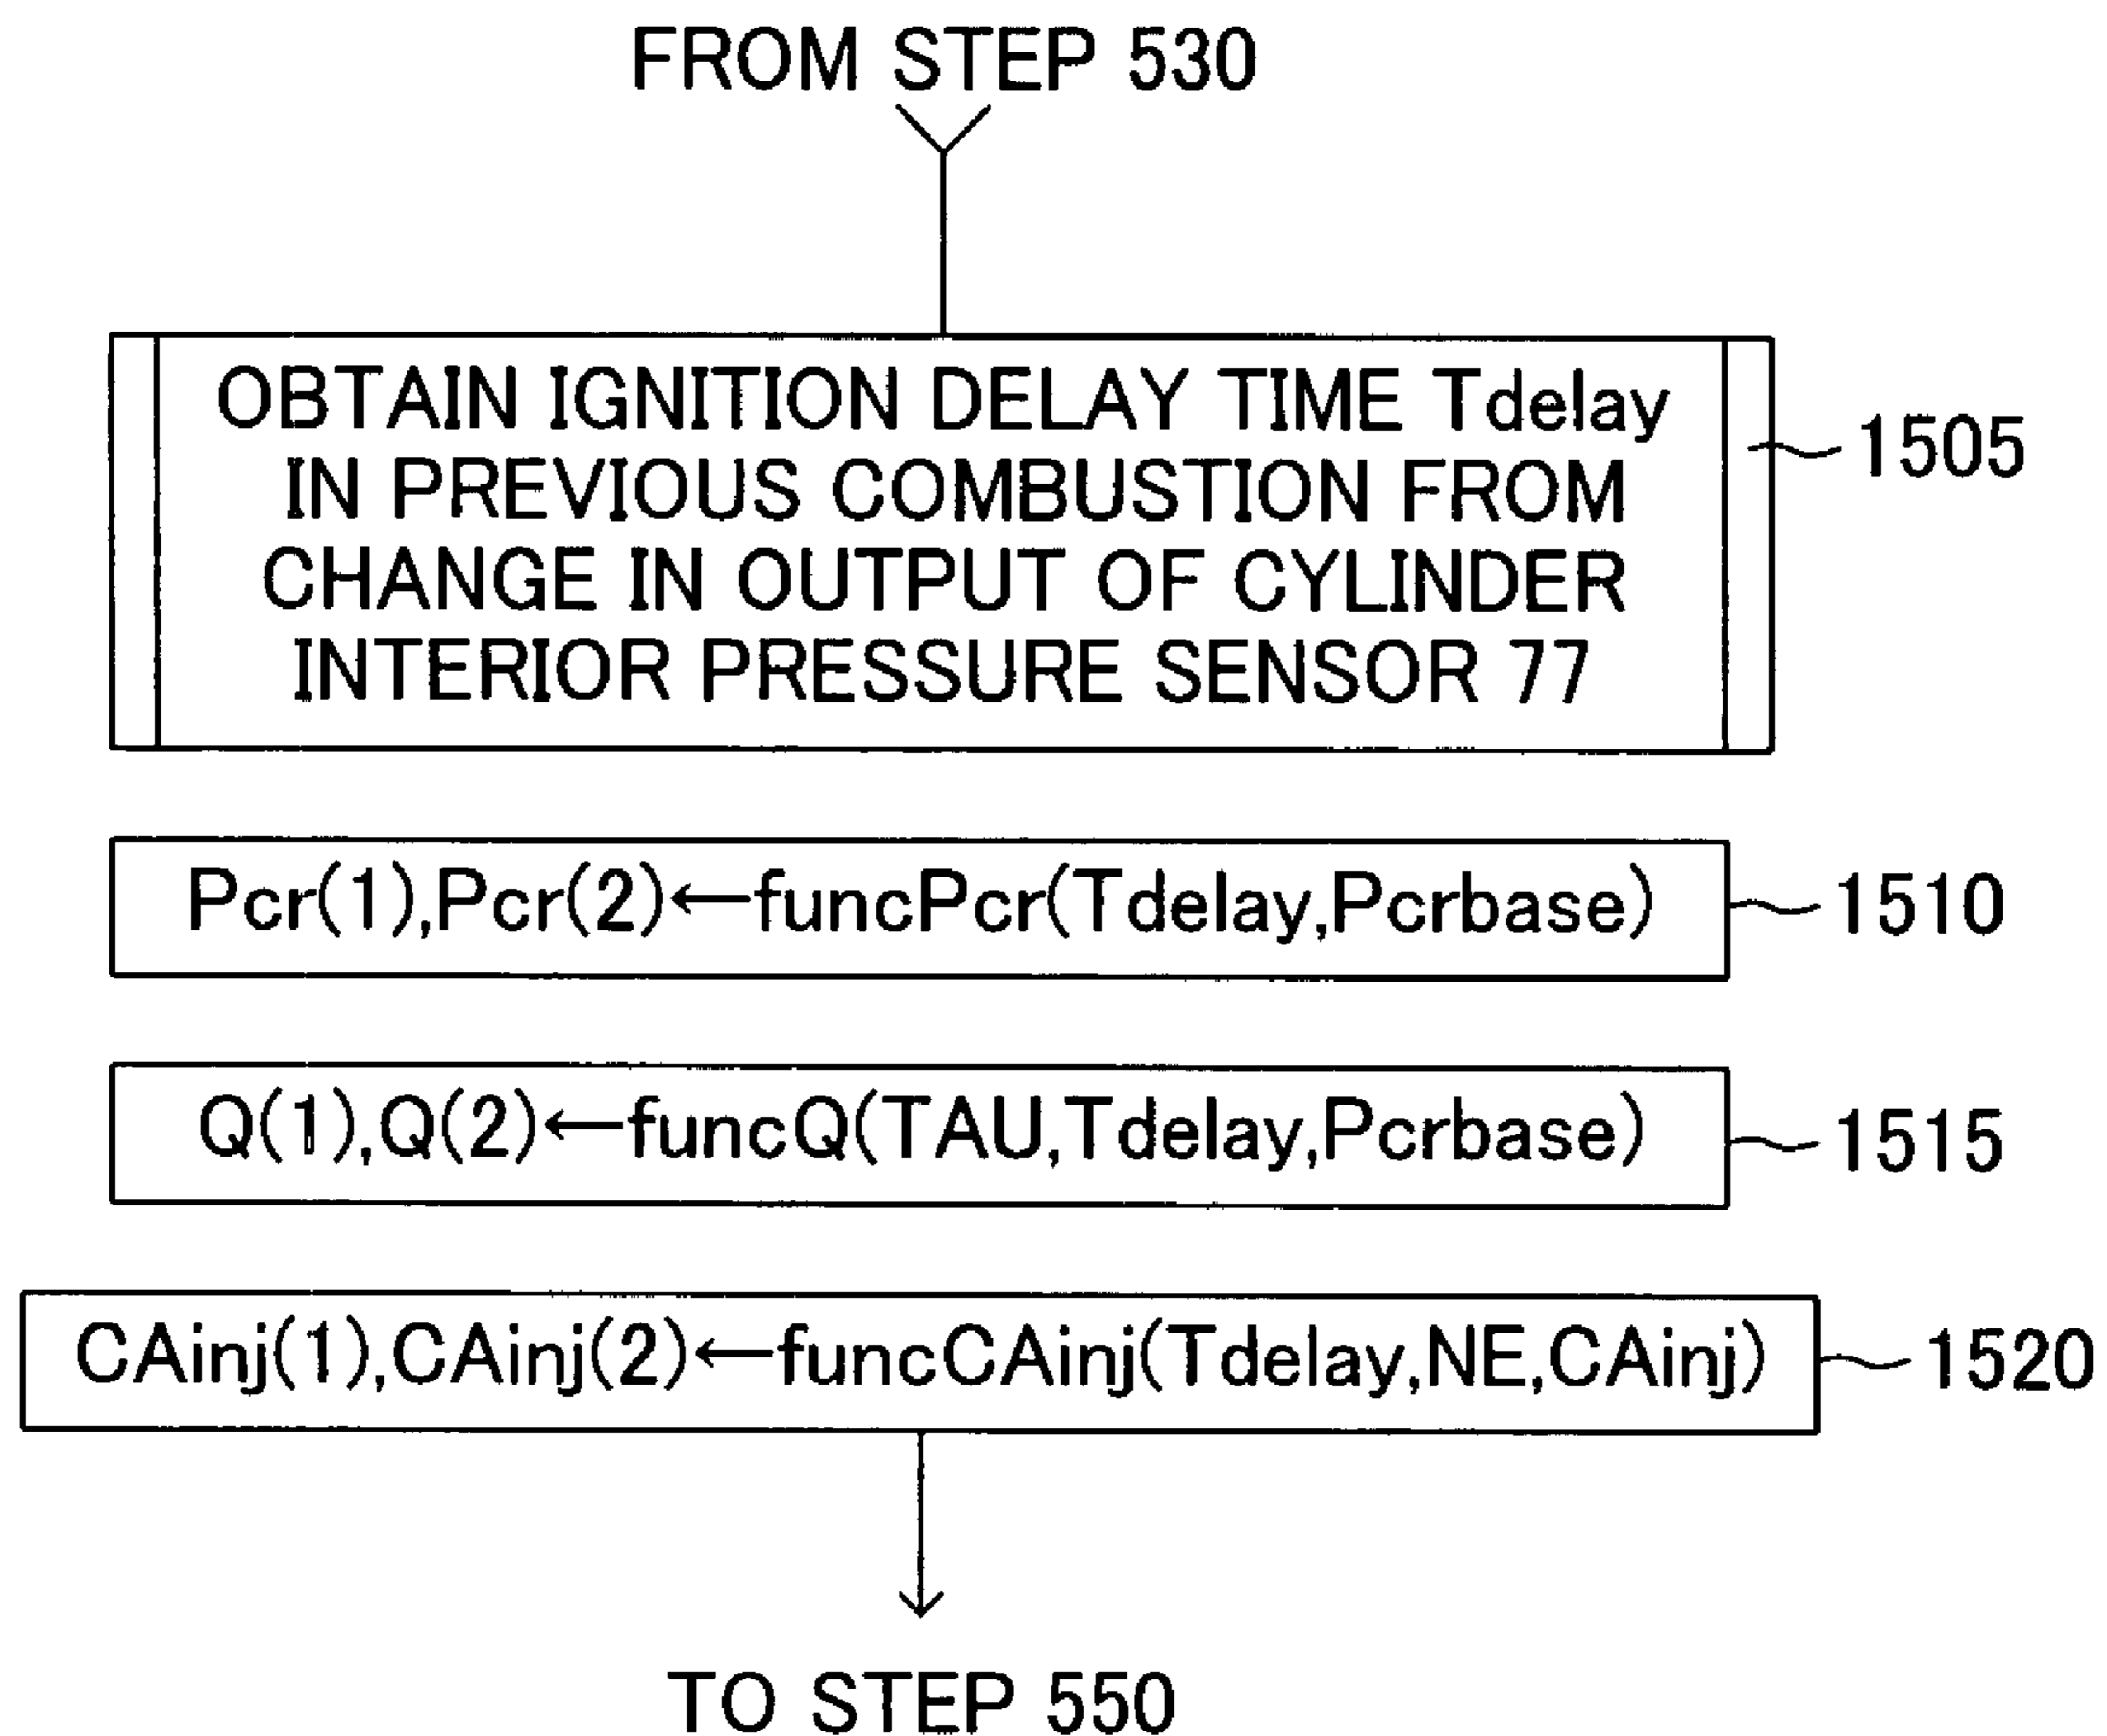 FROM STEP 530
OBTAIN IGNITION DELAY TIME Tdelay
IN PREVIOUS COMBUSTION FROM
CHANGE IN OUTPUT OF CYLINDER
INTERIOR PRESSURE SENSOR 77
1505
Pcr(1),Pcr(2)←funcPcr(Tdelay,Pcrbase)
1510
Q(1),Q(2)←funcQ(TAU,Tdelay,Pcrbase)
1515
CAinj(1),CAinj(2)←funcCAinj(Tdelay,NE,CAinj)
1520
TO STEP 550